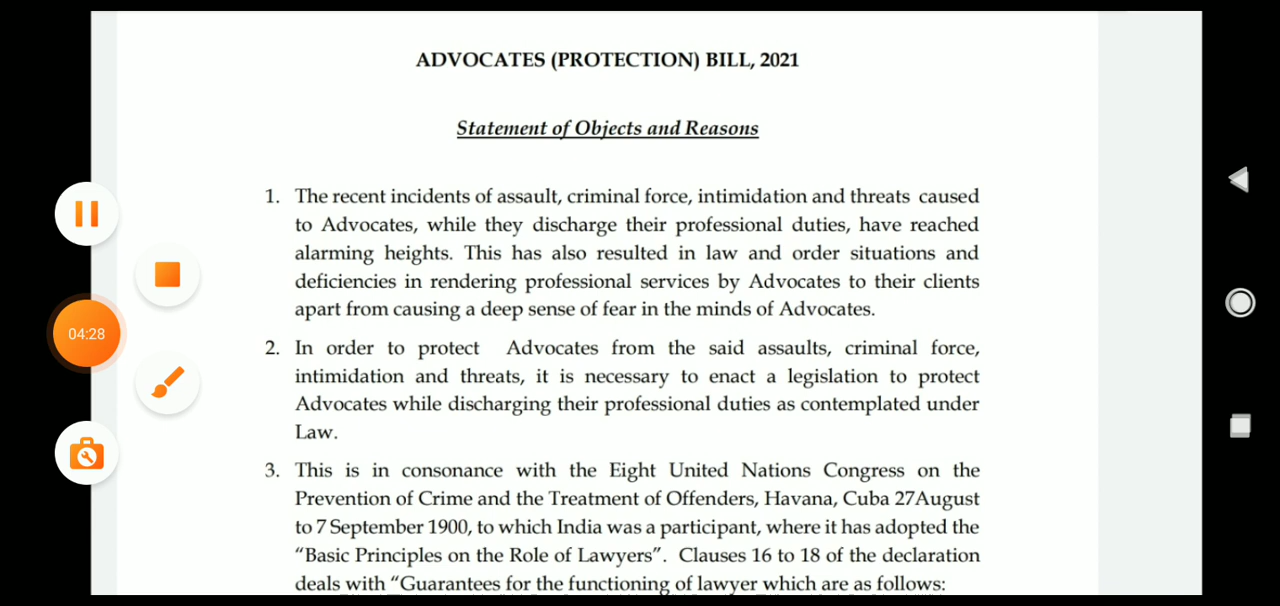 ADVOCATES (PROTECTION) BILL, 2021
Statement of Objects and Reasons
1. The recent incidents of assault, criminal force, intimidation and threats caused
to Advocates, while they discharge their professional duties, have reached
alarming heights. This has also resulted in law and order situations and
deficiencies in rendering professional services by Advocates to their clients
apart from causing a deep sense of fear in the minds of Advocates.
2. In order to protect Advocates from the said assaults, criminal force,
intimidation and threats, it is necessary to enact a legislation to protect
Advocates while discharging their professional duties as contemplated under
Law.
3. This is in consonance with the Eight United Nations Congress on the
Prevention of Crime and the Treatment of Offenders, Havana, Cuba 27August
to 7 September 1900, to which India was a participant, where it has adopted the
“Basic Principles on the Role of Lawyers”. Clauses 16 to 18 of the declaration
deals with “Guarantees for the functioning of lawyer which are as follows:
04:28